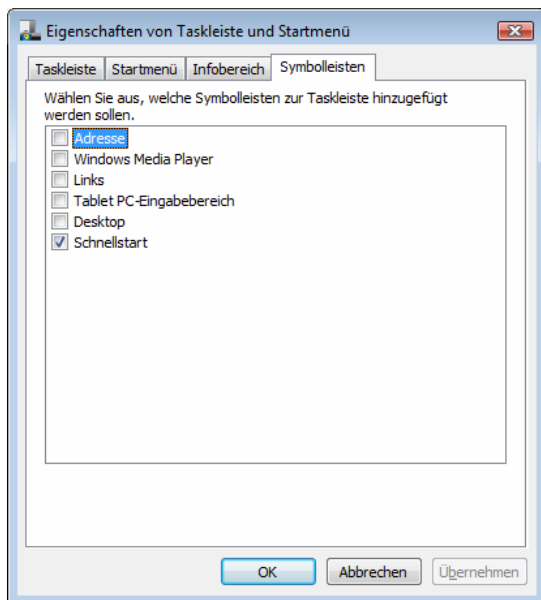 Eigenschaften von Taskleiste und Startmenü
Taskleiste Startmenü Infobereich Symbolleisten
Wählen Sie aus, welche Symbolleisten zur Taskleiste hinzugefügt
werden sollen.
Adresse
Windows Media Player
Links
Tablet PC-Eingabebereich
Desktop
Schnellstart
OK Abbrechen Übernehmen